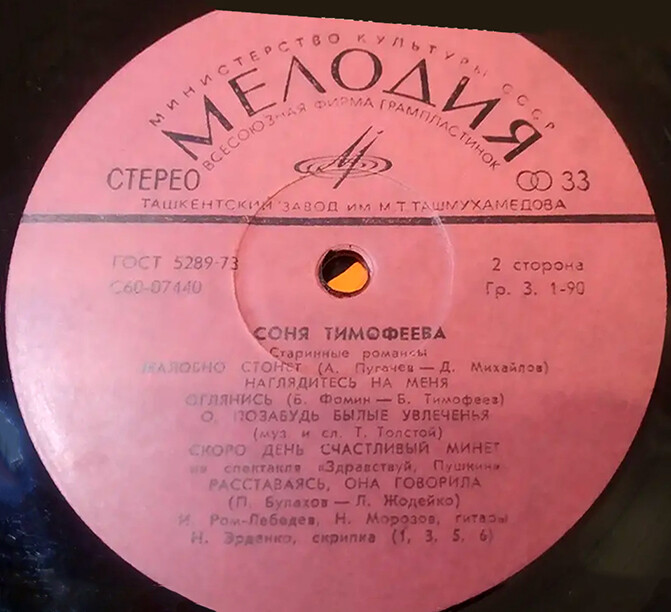 МИНИСТЕРСТВО КУЛЬТУРЫ СССР
МЕЛОДИЯ
ВСЕСОЮЗНАЯ ФИРМА ГРАМПЛАСТИНОК
СТЕРЕО 33
ТАШКЕНТСКИЙ ЗАВОД ИМ М.Т.ТАШМУХАМЕДОВА
ГОСТ 5289-73 2 сторона
С60-07440 Гр. 3. 1-90
СОНЯ ТИМОФЕЕВА
Старинные романсы
ЖАЛОБНО СТОНЕТ (А. Пугачев — Д. Михайлов)
НАГЛЯДИТЕСЬ НА МЕНЯ
ОГЛЯНИСЬ (Б. Фомин — Б. Тимофеев)
О, ПОЗАБУДЬ БЫЛЫЕ УВЛЕЧЕНЬЯ
(муз. и сл. Т. Толстой)
СКОРО ДЕНЬ СЧАСТЛИВЫЙ МИНЕТ
из спектакля «Здравствуй, Пушкин»
РАССТАВАЯСЬ, ОНА ГОВОРИЛА
(П. Булахов — Л. Жодейко)
И. Ром-Лебедев, Н. Морозов, гитары
Н. Эрденко, скрипка (1, 3, 5, 6)